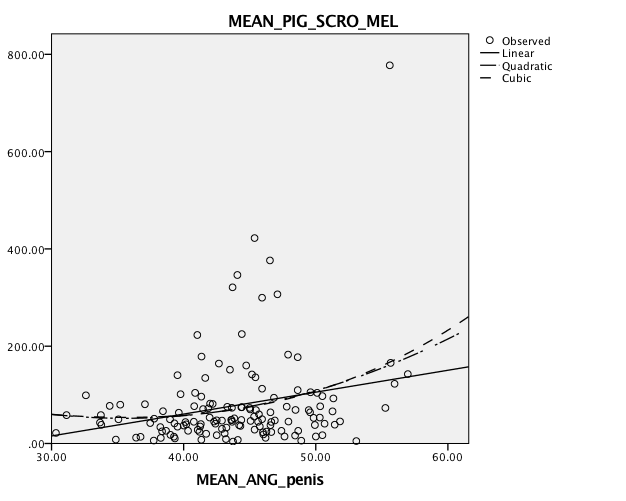 MEAN_PIG_SCRO_MEL
Observed
Linear
Quadratic
Cubic
800.00
600.00
400.00
200.00
.00
30.00 40.00 50.00 60.00
MEAN_ANG_penis